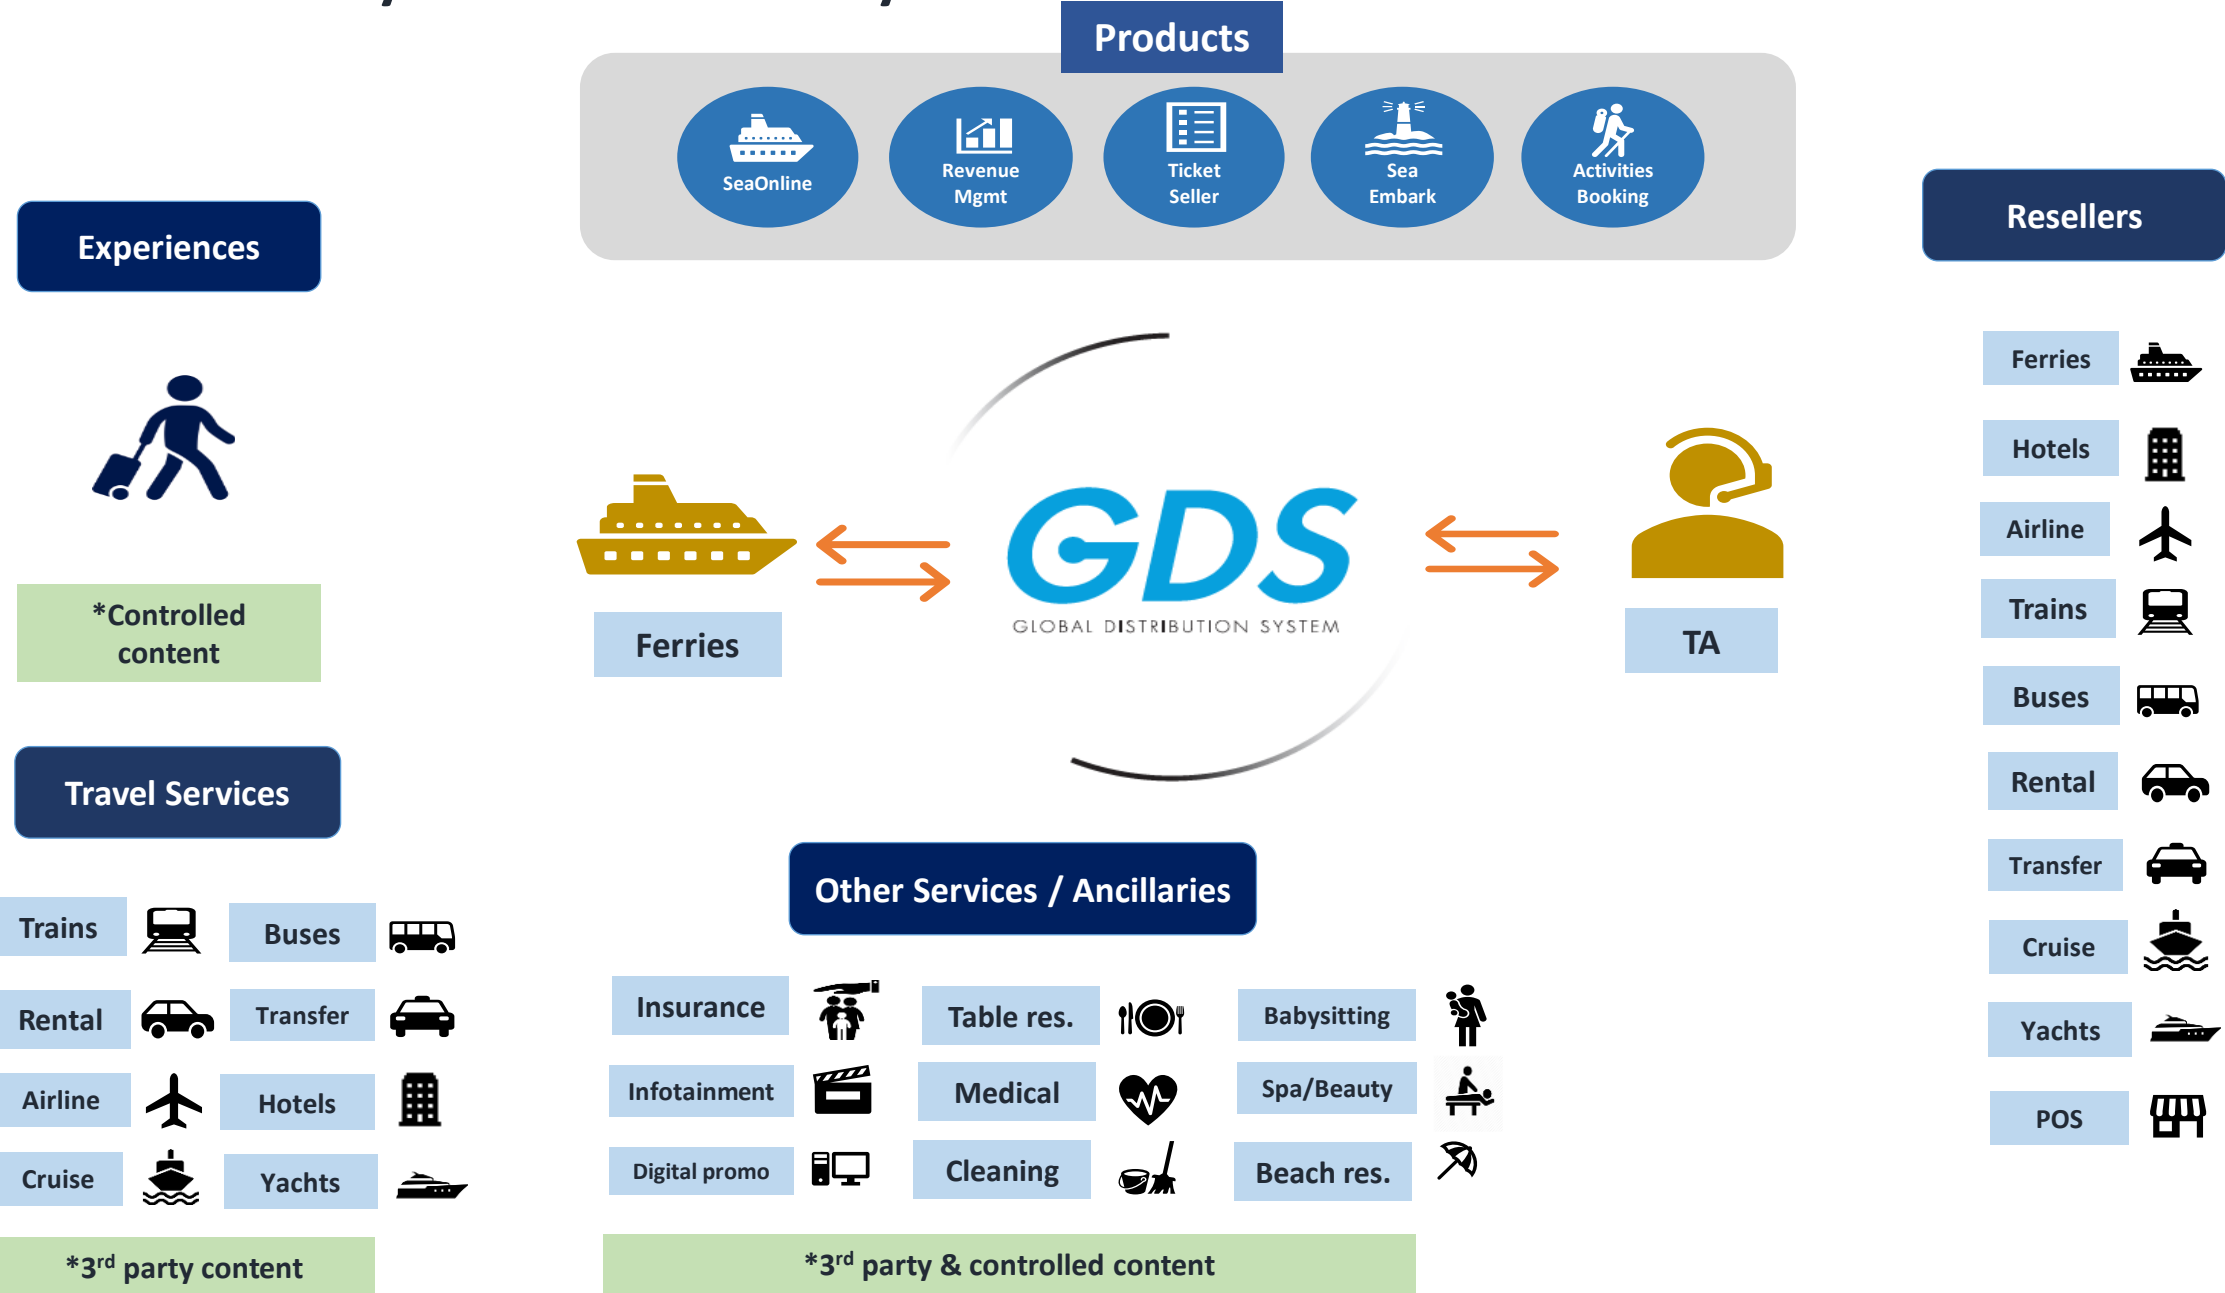 Products
SeaOnline
Revenue
Mgmt
Ticket
Seller
Sea
Embark
Activities
Booking
Experiences
Resellers
*Controlled
content
Ferries
GDS
GLOBAL DISTRIBUTION SYSTEM
TA
Ferries
Hotels
Airline
Trains
Buses
Rental
Transfer
Cruise
Yachts
POS
Travel Services
Trains
Buses
Rental
Transfer
Airline
Hotels
Cruise
Yachts
*3rd party content
Other Services / Ancillaries
Insurance
Table res.
Babysitting
Infotainment
Medical
Spa/Beauty
Digital promo
Cleaning
Beach res.
*3rd party & controlled content